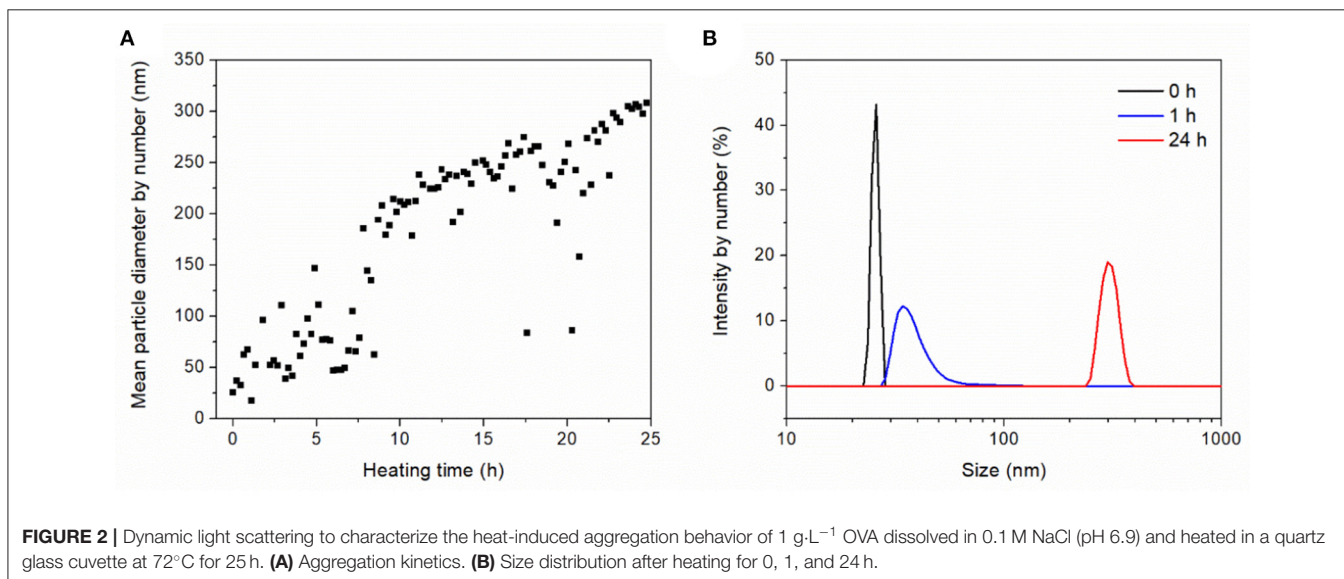 A
350
300
250
200
150
100
50
0
Mean particle diameter by number (nm)
0 5 10 15 20 25
Heating time (h)
B
50
40
30
20
10
0
Intensity by number (%)
0 h
1 h
24 h
10 100 1000
Size (nm)
FIGURE 2 | Dynamic light scattering to characterize the heat-induced aggregation behavior of 1 g·L⁻¹ OVA dissolved in 0.1 M NaCl (pH 6.9) and heated in a quartz
glass cuvette at 72°C for 25 h. (A) Aggregation kinetics. (B) Size distribution after heating for 0, 1, and 24 h.